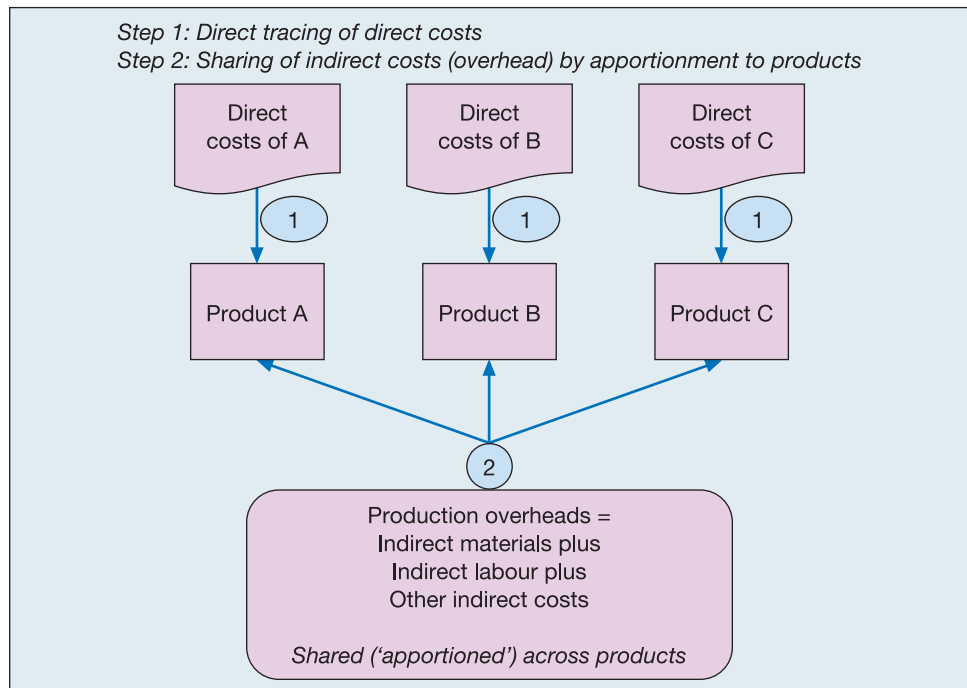 Step 1: Direct tracing of direct costs
Step 2: Sharing of indirect costs (overhead) by apportionment to products
Direct
costs of A
Direct
costs of B
Direct
costs of C
1
1
1
Product A
Product B
Product C
2
Production overheads =
Indirect materials plus
Indirect labour plus
Other indirect costs
Shared (‘apportioned’) across products